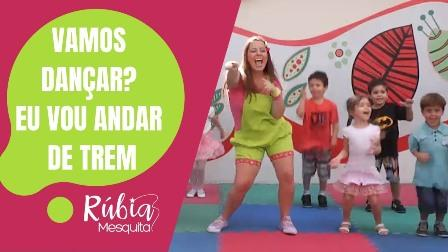 VAMOS
DANÇAR?
EU VOU ANDAR
DE TREM
Rúbia
Mesquita